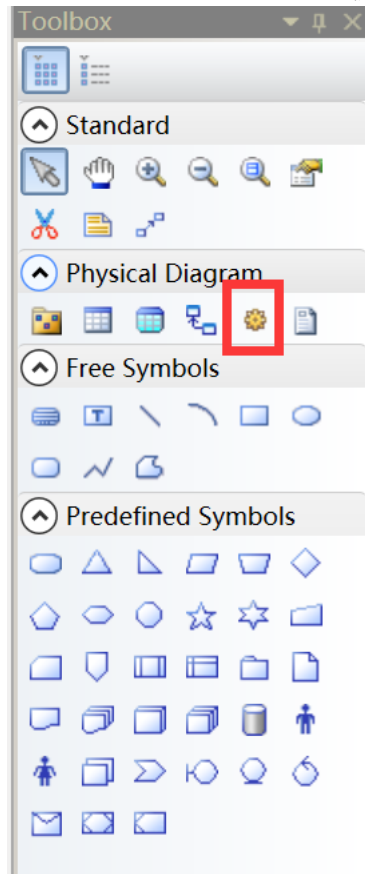 Toolbox
Standard
Physical Diagram
Free Symbols
T
Predefined Symbols